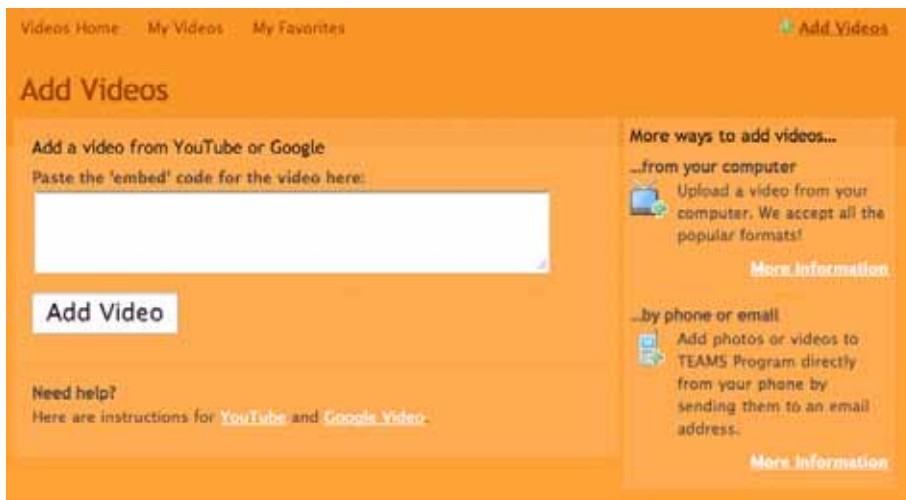 Videos Home My Videos My Favorites
Add Videos
Add Videos
Add a video from YouTube or Google
Paste the 'embed' code for the video here:
Add Video
Need help?
Here are instructions for YouTube and Google Video.
More ways to add videos...
...from your computer
Upload a video from your
computer. We accept all the
popular formats!
More Information
...by phone or email
Add photos or videos to
TEAMS Program directly
from your phone by
sending them to an email
address.
More Information